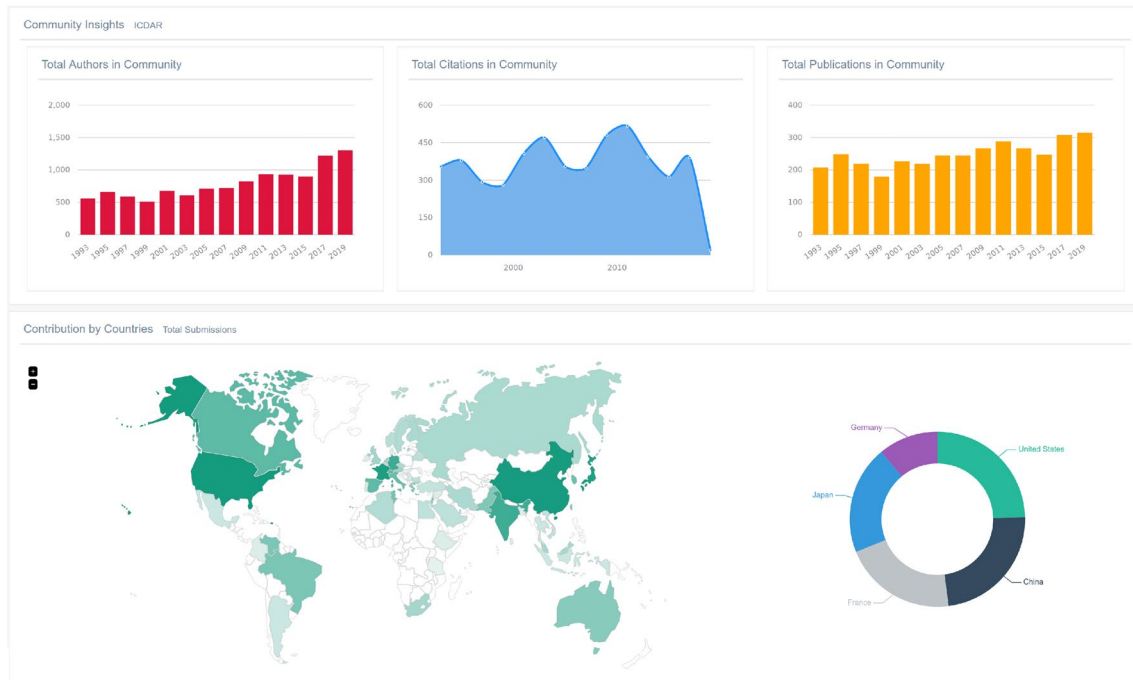 Community Insights ICDAR
Total Authors in Community
2,000
1,500
1,000
500
0
1993 1995 1997 1999 2001 2003 2005 2007 2009 2011 2013 2015 2017 2019
Total Citations in Community
600
450
300
150
0
2000 2010
Total Publications in Community
400
300
200
100
0
1993 1995 1997 1999 2001 2003 2005 2007 2009 2011 2013 2015 2017 2019
Contribution by Countries Total Submissions
+
−
Germany
United States
Japan
France
China